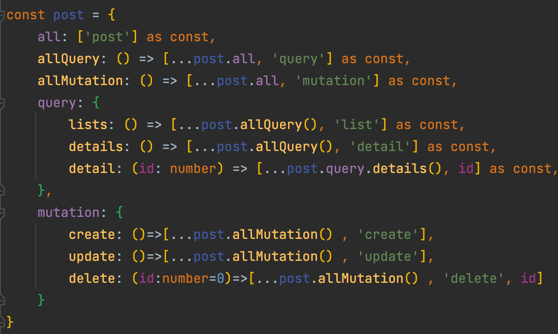 const post = {
    all: ['post'] as const,
    allQuery: () => [...post.all, 'query'] as const,
    allMutation: () => [...post.all, 'mutation'] as const,
    query: {
        lists: () => [...post.allQuery(), 'list'] as const,
        details: () => [...post.allQuery(), 'detail'] as const,
        detail: (id: number) => [...post.query.details(), id] as const,
    },
    mutation: {
        create: ()=>[...post.allMutation() , 'create'],
        update: ()=>[...post.allMutation() , 'update'],
        delete: (id:number=0)=>[...post.allMutation() , 'delete', id]
    }
}